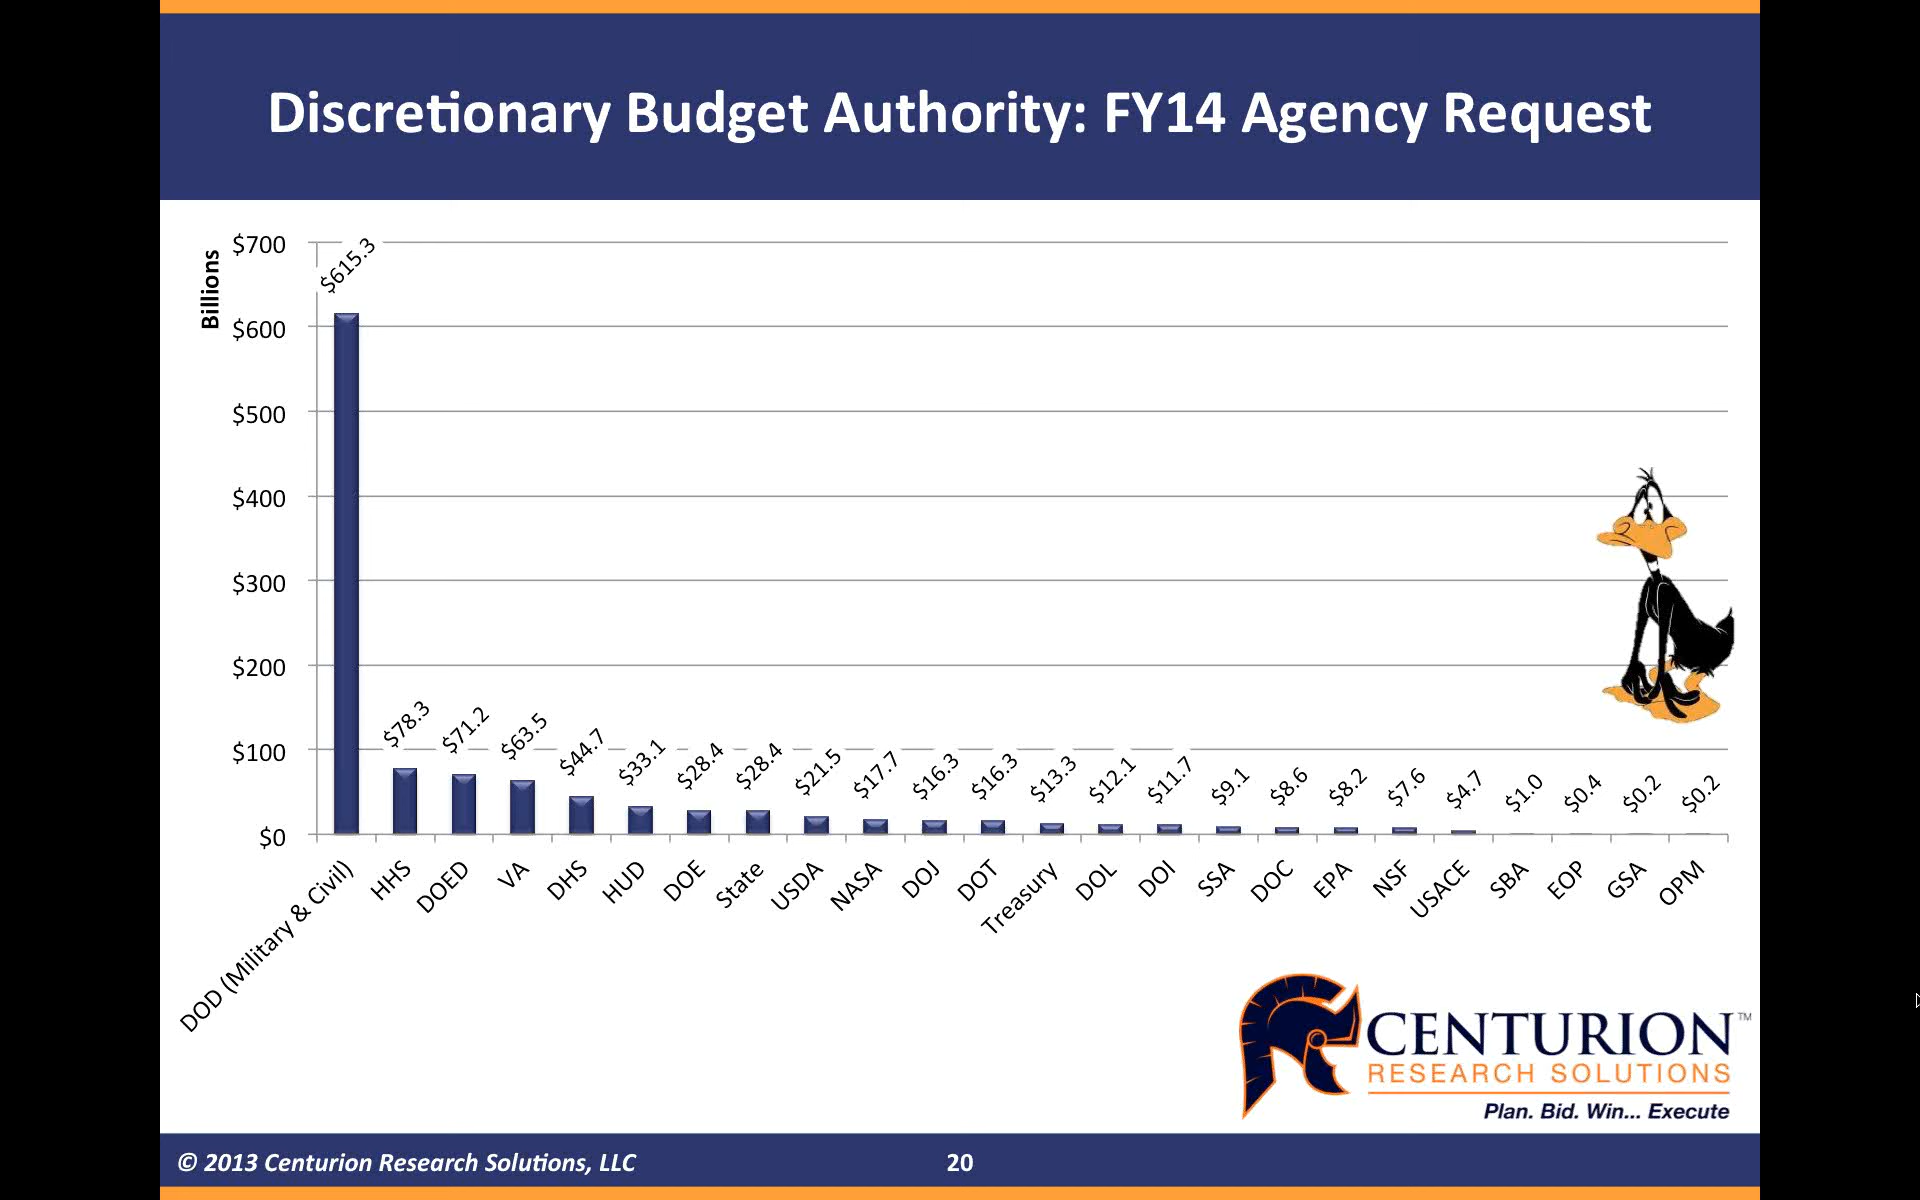 Discretionary Budget Authority: FY14 Agency Request
Billions
$700
$600
$500
$400
$300
$200
$100
$0
$615.3
$78.3
$71.2
$63.5
$44.7
$33.1
$28.4
$28.4
$21.5
$17.7
$16.3
$16.3
$13.3
$12.1
$11.7
$9.1
$8.6
$8.2
$7.6
$4.7
$1.0
$0.4
$0.2
$0.2
DOD (Military & Civil)
HHS
DOED
VA
DHS
HUD
DOE
State
USDA
NASA
DOJ
DOT
Treasury
DOL
DOI
SSA
DOC
EPA
NSF
USACE
SBA
EOP
GSA
OPM
CENTURION™
RESEARCH SOLUTIONS
Plan. Bid. Win... Execute
© 2013 Centurion Research Solutions, LLC
20